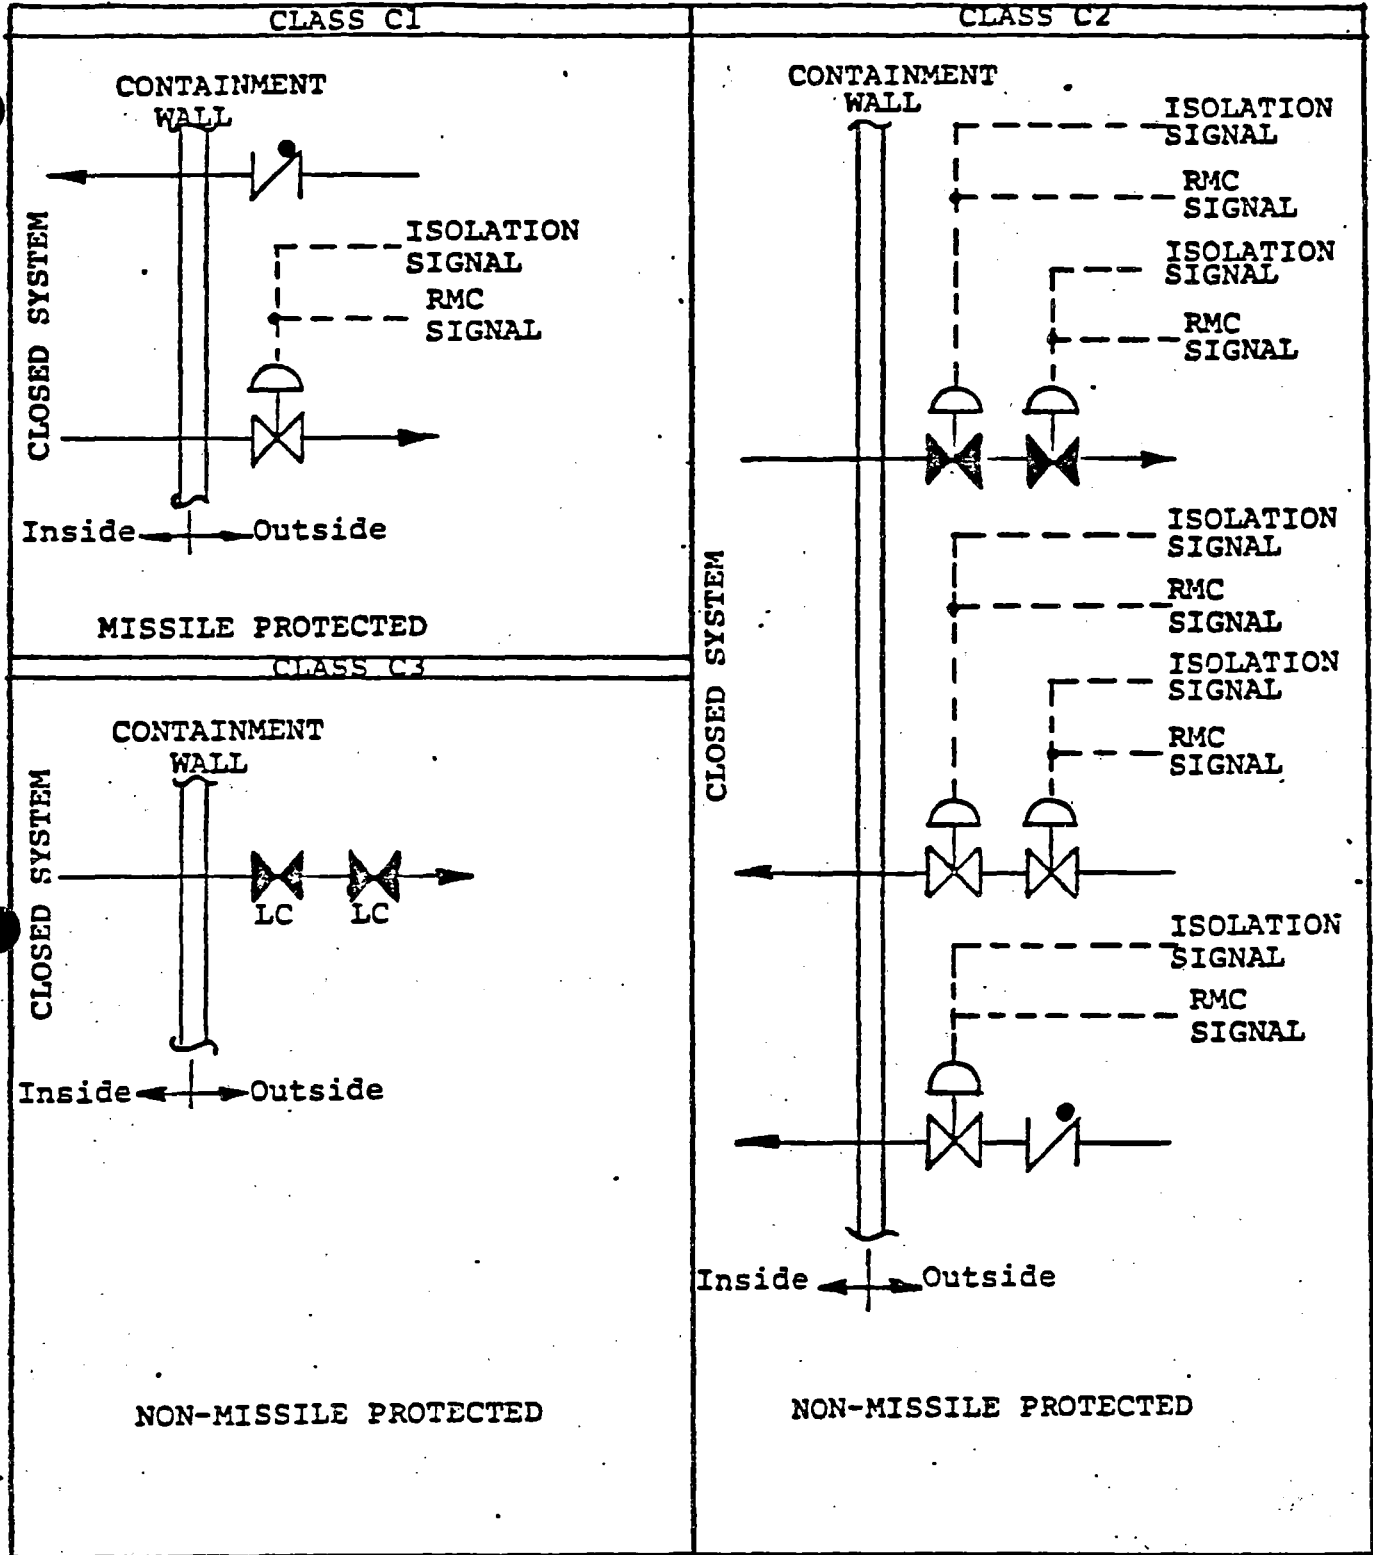 CLASS C1
CONTAINMENT
WALL
CLOSED SYSTEM
ISOLATION
SIGNAL
RMC
SIGNAL
Inside
Outside
MISSILE PROTECTED
CLASS C3
CONTAINMENT
WALL
CLOSED SYSTEM
LC
LC
Inside
Outside
NON-MISSILE PROTECTED
CLASS C2
CONTAINMENT
WALL
ISOLATION
SIGNAL
RMC
SIGNAL
ISOLATION
SIGNAL
RMC
SIGNAL
CLOSED SYSTEM
ISOLATION
SIGNAL
RMC
SIGNAL
ISOLATION
SIGNAL
RMC
SIGNAL
ISOLATION
SIGNAL
RMC
SIGNAL
Inside
Outside
NON-MISSILE PROTECTED